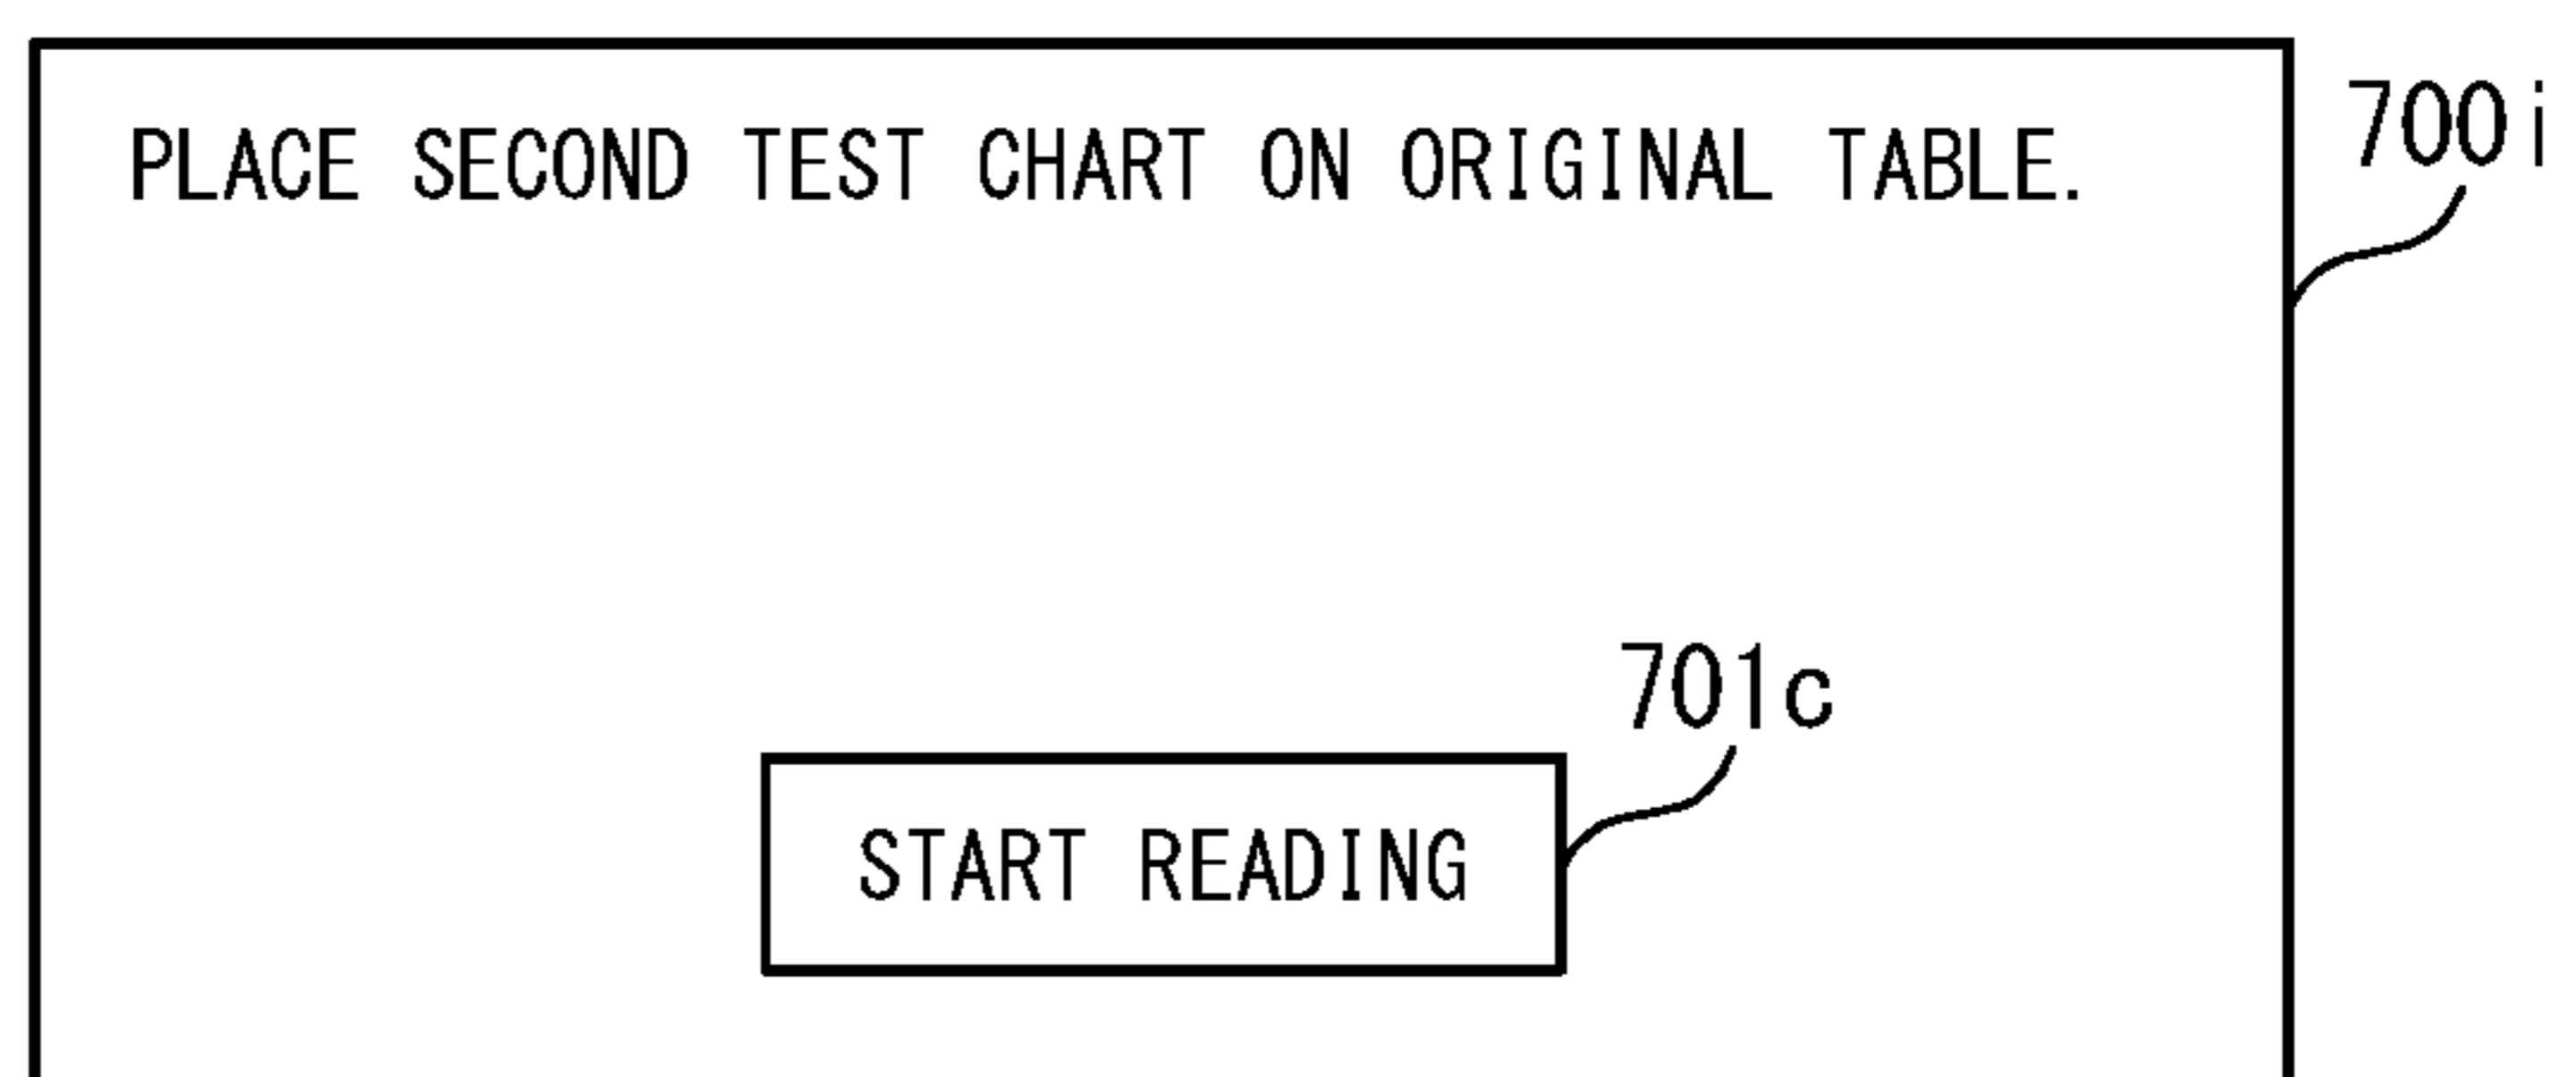 700i
PLACE SECOND TEST CHART ON ORIGINAL TABLE.
701c
START READING